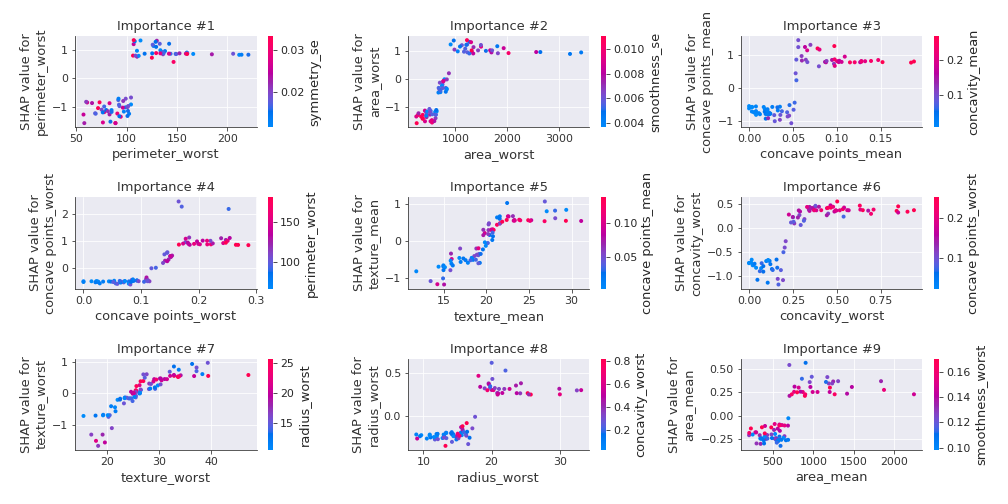 Importance #1
SHAP value for
perimeter_worst
1
0
−1
50
100
150
200
perimeter_worst
0.03
0.02
symmetry_se
Importance #2
SHAP value for
area_worst
1
0
−1
1000
2000
3000
area_worst
0.010
0.008
0.006
0.004
smoothness_se
Importance #3
SHAP value for
concave points_mean
1
0
−1
0.00
0.05
0.10
0.15
concave points_mean
0.2
0.1
concavity_mean
Importance #4
SHAP value for
concave points_worst
2
1
0
0.0
0.1
0.2
0.3
concave points_worst
150
100
perimeter_worst
Importance #5
SHAP value for
texture_mean
1
0
−1
15
20
25
30
texture_mean
0.10
0.05
concave points_mean
Importance #6
SHAP value for
concavity_worst
0.5
0.0
−0.5
−1.0
0.00
0.25
0.50
0.75
concavity_worst
0.2
0.1
concave points_worst
Importance #7
SHAP value for
texture_worst
1
0
−1
20
30
40
texture_worst
25
20
15
radius_worst
Importance #8
SHAP value for
radius_worst
0.5
0.0
10
20
30
radius_worst
0.8
0.6
0.4
0.2
concavity_worst
Importance #9
SHAP value for
area_mean
0.50
0.25
0.00
−0.25
500
1000
1500
2000
area_mean
0.16
0.14
0.12
0.10
smoothness_worst